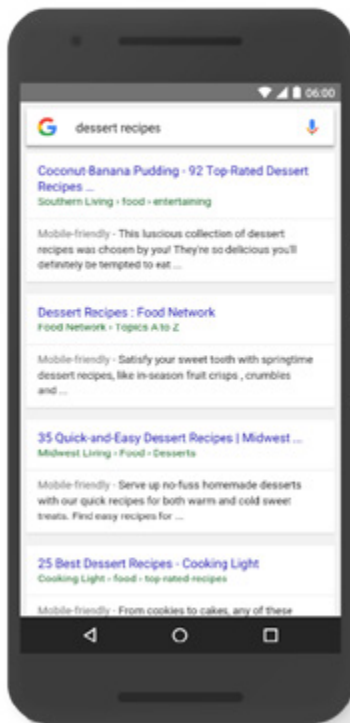 06:00
G dessert recipes
Coconut-Banana Pudding - 92 Top-Rated Dessert
Recipes ...
Southern Living › food › entertaining
Mobile-friendly - This luscious collection of dessert
recipes was chosen by you! They're so delicious you'll
definitely be tempted to eat ...
Dessert Recipes : Food Network
Food Network › Topics A to Z
Mobile-friendly - Satisfy your sweet tooth with springtime
dessert recipes, like in-season fruit crisps , crumbles
and ...
35 Quick-and-Easy Dessert Recipes | Midwest ...
Midwest Living › Food › Desserts
Mobile-friendly - Serve up no-fuss homemade desserts
with our quick recipes for both warm and cold sweet
treats. Find easy recipes for ...
25 Best Dessert Recipes - Cooking Light
Cooking Light › food › top-rated-recipes
Mobile-friendly - From cookies to cakes, any of these